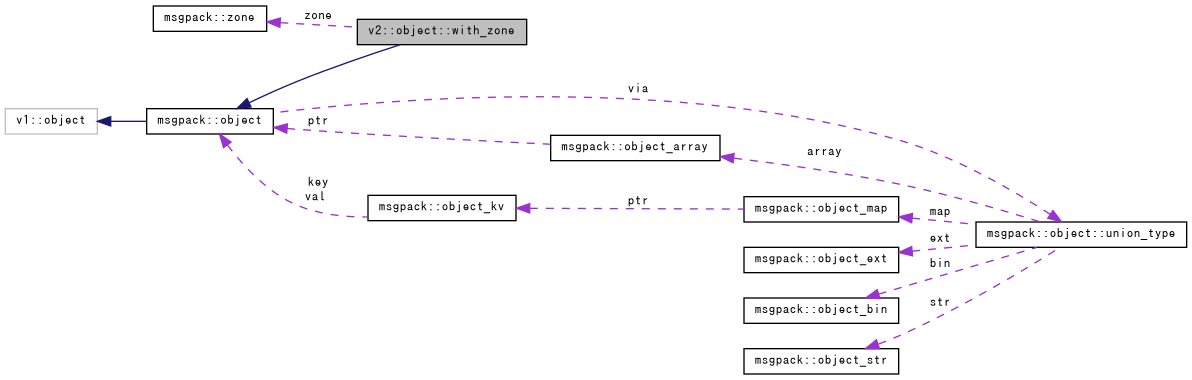 msgpack::zone
zone
v2::object::with_zone
via
v1::object
msgpack::object
ptr
msgpack::object_array
array
key
val
msgpack::object_kv
ptr
msgpack::object_map
map
msgpack::object::union_type
ext
msgpack::object_ext
bin
msgpack::object_bin
str
msgpack::object_str